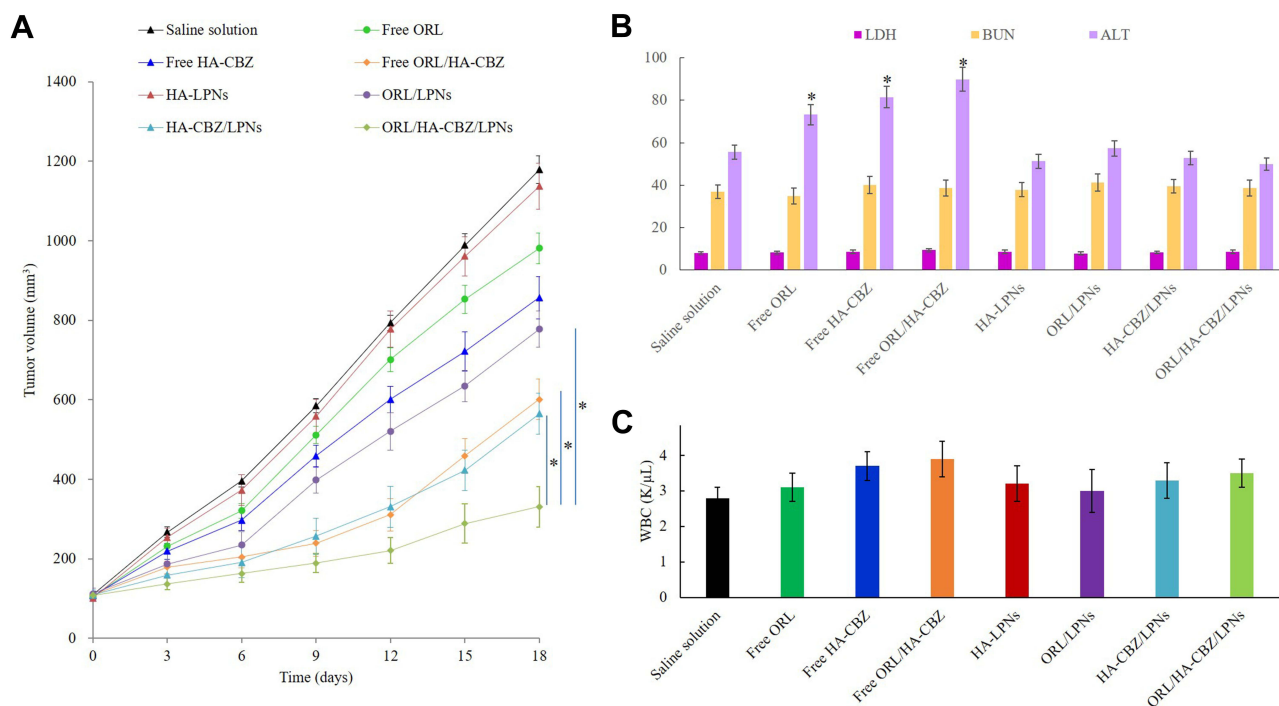 A
Saline solution
Free ORL
Free HA-CBZ
Free ORL/HA-CBZ
HA-LPNs
ORL/LPNs
HA-CBZ/LPNs
ORL/HA-CBZ/LPNs
1400
1200
1000
800
600
400
200
0
Tumor volume (mm³)
0 3 6 9 12 15 18
Time (days)
* * *
B
LDH BUN ALT
100
80
60
40
20
0
* * *
Saline solution
Free ORL
Free HA-CBZ
Free ORL/HA-CBZ
HA-LPNs
ORL/LPNs
HA-CBZ/LPNs
ORL/HA-CBZ/LPNs
C
WBC (K/µL)
4
3
2
1
0
Saline solution
Free ORL
Free HA-CBZ
Free ORL/HA-CBZ
HA-LPNs
ORL/LPNs
HA-CBZ/LPNs
ORL/HA-CBZ/LPNs